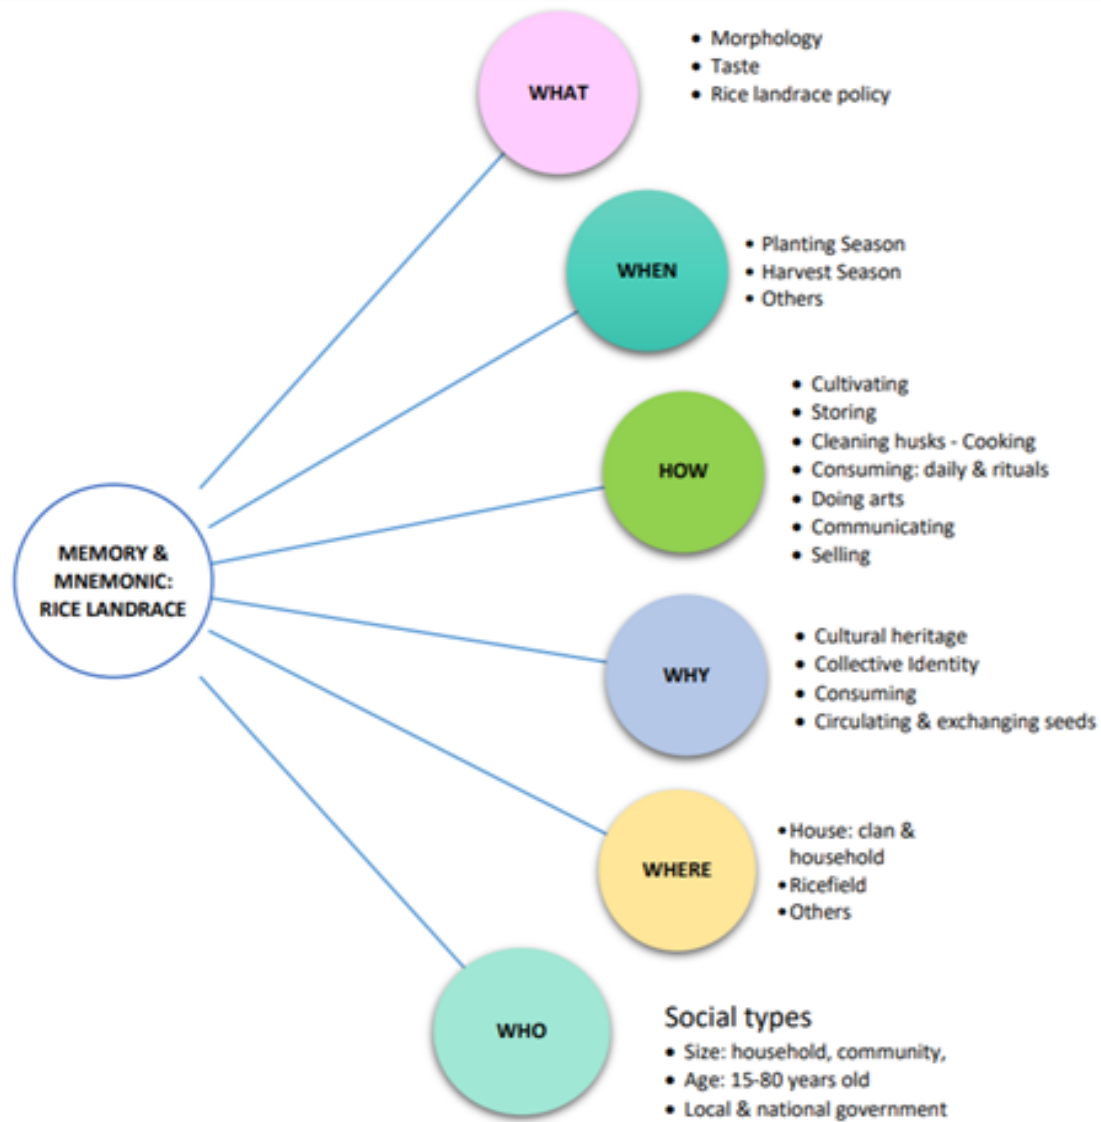 WHAT
• Morphology
• Taste
• Rice landrace policy
WHEN
• Planting Season
• Harvest Season
• Others
HOW
• Cultivating
• Storing
• Cleaning husks - Cooking
• Consuming: daily & rituals
• Doing arts
• Communicating
• Selling
MEMORY &
MNEMONIC:
RICE LANDRACE
WHY
• Cultural heritage
• Collective Identity
• Consuming
• Circulating & exchanging seeds
WHERE
• House: clan &
household
• Ricefield
• Others
WHO
Social types
• Size: household, community,
• Age: 15-80 years old
• Local & national government